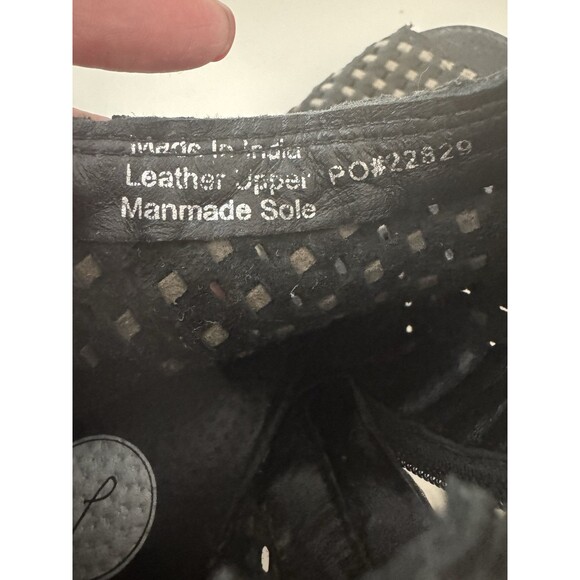 Made In India
Leather Upper PO#22829
Manmade Sole